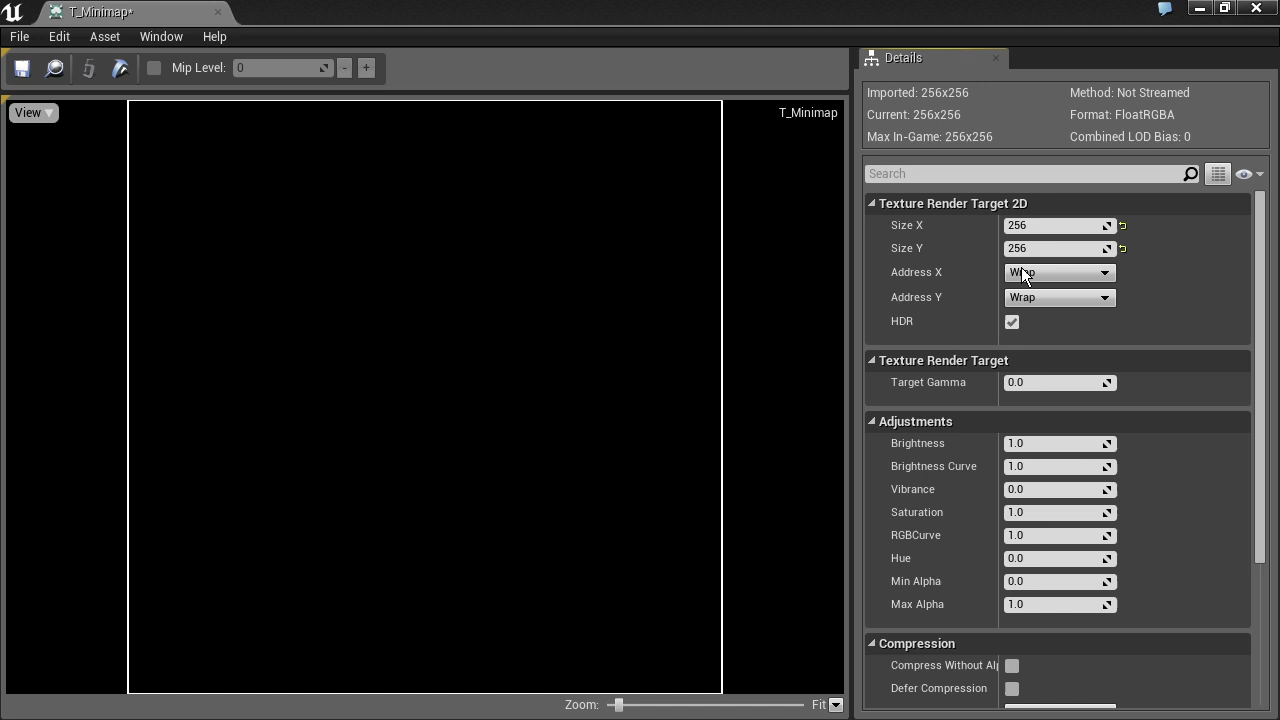 T_Minimap*
File Edit Asset Window Help
Mip Level: 0 - +
View
T_Minimap
Zoom: Fit
Details
Imported: 256x256 Method: Not Streamed
Current: 256x256 Format: FloatRGBA
Max In-Game: 256x256 Combined LOD Bias: 0
Search
Texture Render Target 2D
Size X 256
Size Y 256
Address X Wrap
Address Y Wrap
HDR
Texture Render Target
Target Gamma 0.0
Adjustments
Brightness 1.0
Brightness Curve 1.0
Vibrance 0.0
Saturation 1.0
RGBCurve 1.0
Hue 0.0
Min Alpha 0.0
Max Alpha 1.0
Compression
Compress Without Alp
Defer Compression